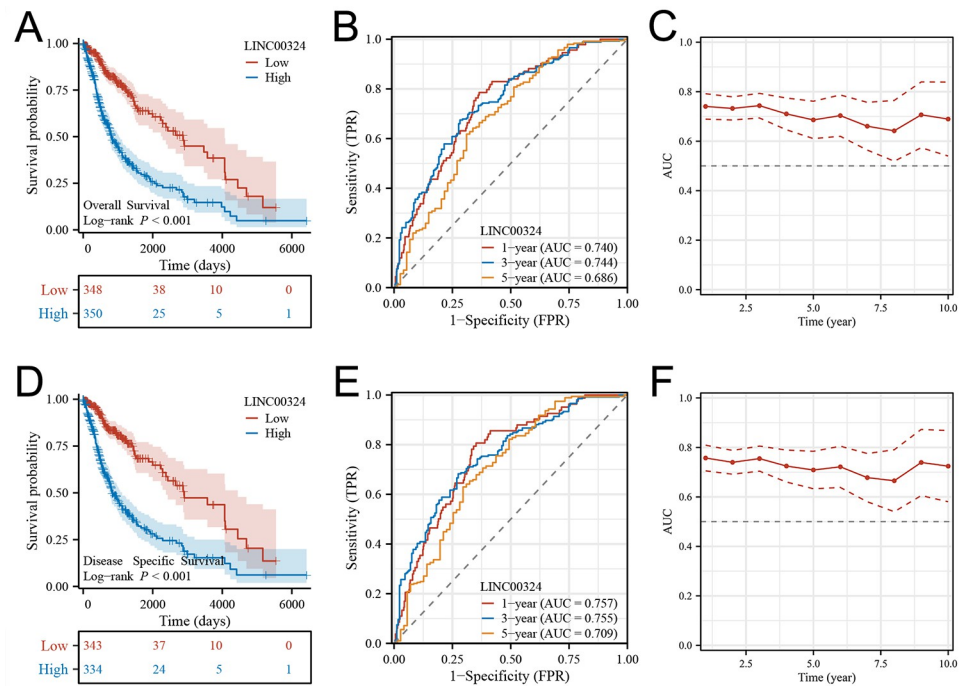 A
LINC00324
Low
High
1.00
0.75
0.50
0.25
0.00
Survival probability
Overall Survival
Log-rank P < 0.001
0 2000 4000 6000
Time (days)
Low 348 38 10 0
High 350 25 5 1
B
1.0
0.8
0.6
0.4
0.2
0.0
Sensitivity (TPR)
LINC00324
1-year (AUC = 0.740)
3-year (AUC = 0.744)
5-year (AUC = 0.686)
0.00 0.25 0.50 0.75 1.00
1-Specificity (FPR)
C
1.0
0.8
0.6
0.4
0.2
0.0
AUC
2.5 5.0 7.5 10.0
Time (year)
D
LINC00324
Low
High
1.00
0.75
0.50
0.25
0.00
Survival probability
Disease Specific Survival
Log-rank P < 0.001
0 2000 4000 6000
Time (days)
Low 343 37 10 0
High 334 24 5 1
E
1.0
0.8
0.6
0.4
0.2
0.0
Sensitivity (TPR)
LINC00324
1-year (AUC = 0.757)
3-year (AUC = 0.755)
5-year (AUC = 0.709)
0.00 0.25 0.50 0.75 1.00
1-Specificity (FPR)
F
1.0
0.8
0.6
0.4
0.2
0.0
AUC
2.5 5.0 7.5 10.0
Time (year)